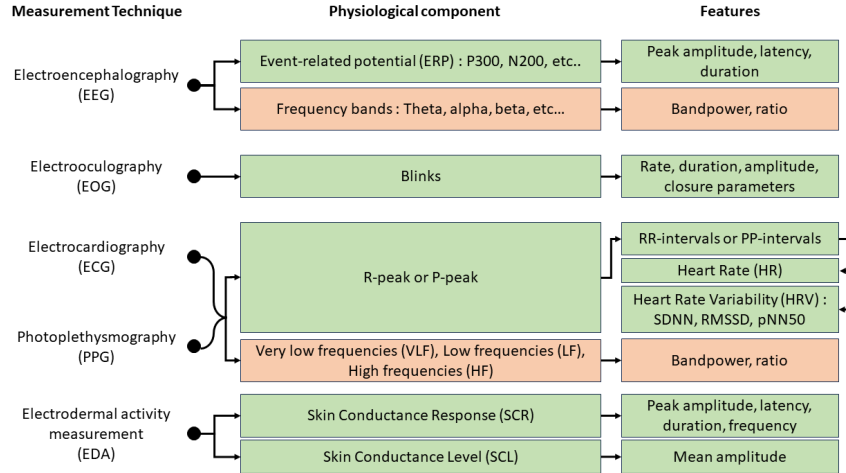 Measurement Technique
Physiological component
Features
Electroencephalography
(EEG)
Event-related potential (ERP) : P300, N200, etc..
Peak amplitude, latency,
duration
Frequency bands : Theta, alpha, beta, etc...
Bandpower, ratio
Electrooculography
(EOG)
Blinks
Rate, duration, amplitude,
closure parameters
Electrocardiography
(ECG)
Photoplethysmography
(PPG)
R-peak or P-peak
RR-intervals or PP-intervals
Heart Rate (HR)
Heart Rate Variability (HRV) :
SDNN, RMSSD, pNN50
Very low frequencies (VLF), Low frequencies (LF),
High frequencies (HF)
Bandpower, ratio
Electrodermal activity
measurement
(EDA)
Skin Conductance Response (SCR)
Peak amplitude, latency,
duration, frequency
Skin Conductance Level (SCL)
Mean amplitude